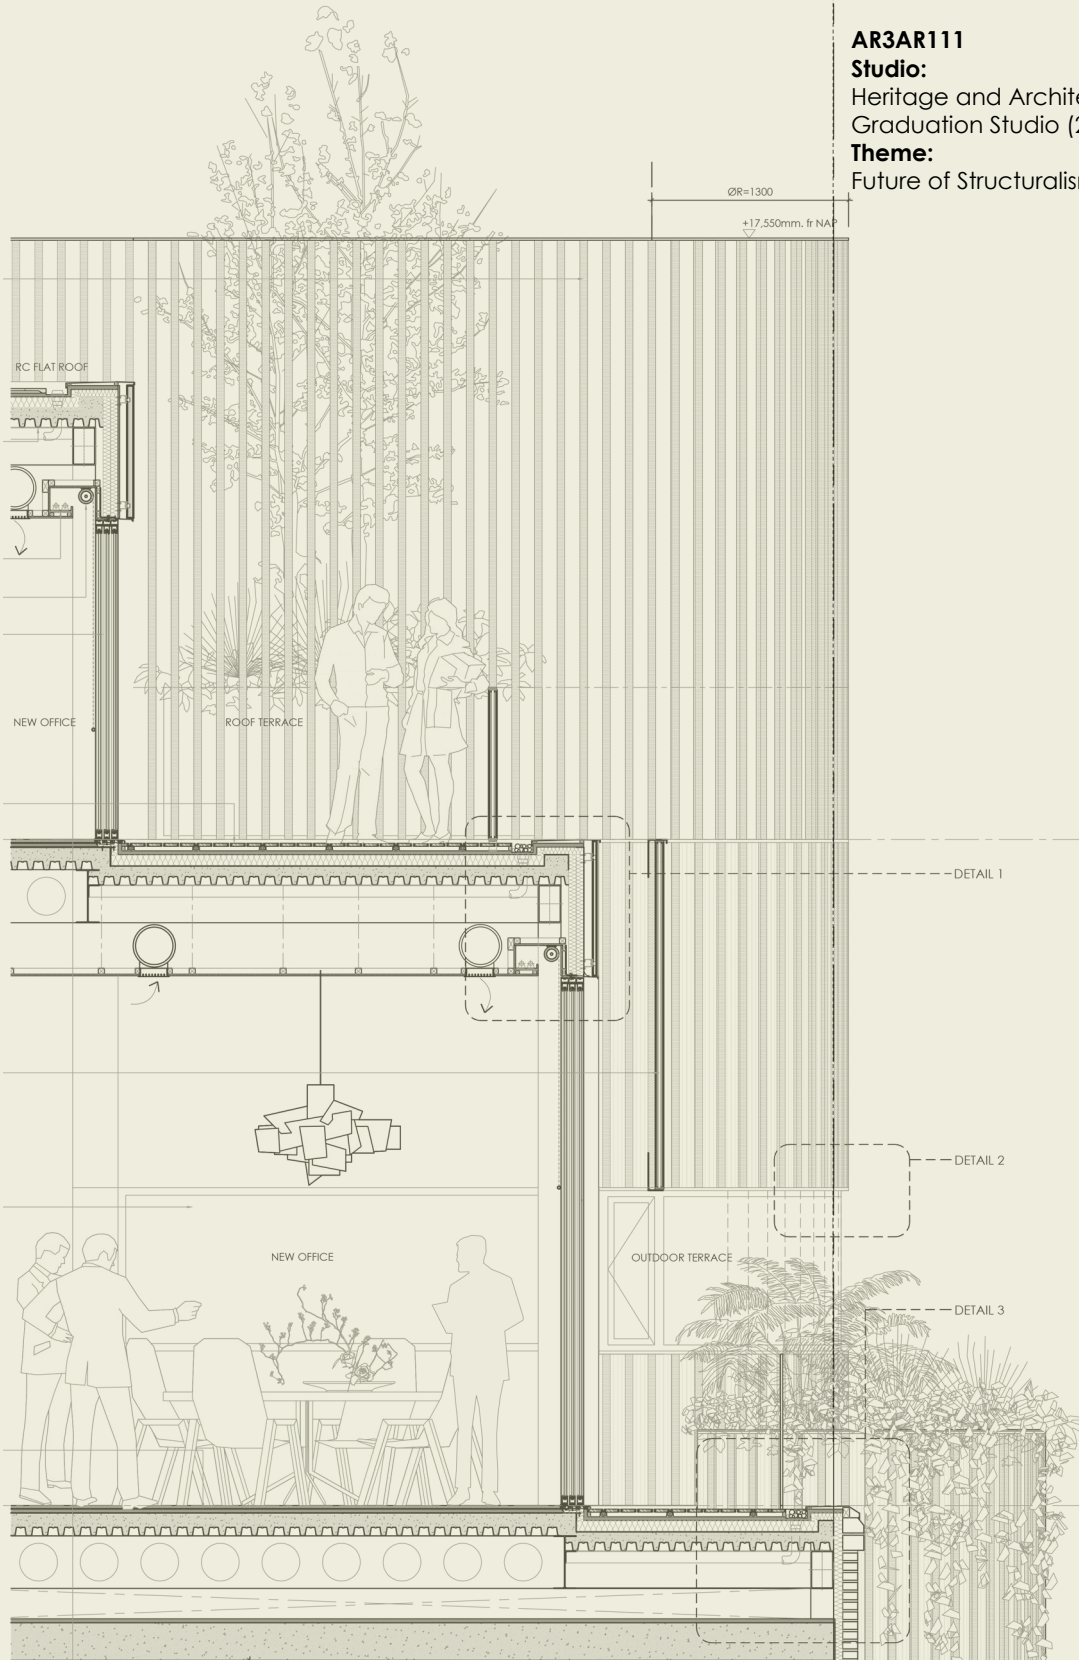 AR3AR111
Studio:
Heritage and Archite
Graduation Studio (2
Theme:
Future of Structuralism
ØR=1300
+17,550mm. fr NAP
RC FLAT ROOF
NEW OFFICE
ROOF TERRACE
DETAIL 1
DETAIL 2
NEW OFFICE
OUTDOOR TERRACE
DETAIL 3